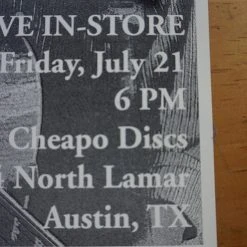 VE IN-STORE
Friday, July 21
6 PM
Cheapo Discs
North Lamar
Austin, TX